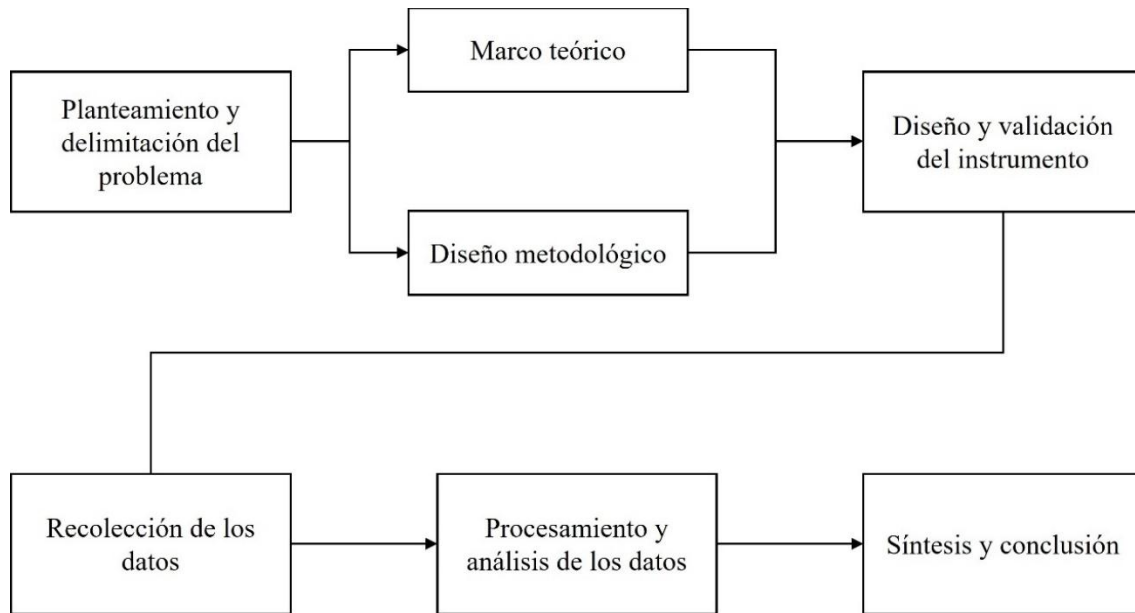 Marco teórico
Planteamiento y
delimitación del
problema
Diseño y validación
del instrumento
Diseño metodológico
Recolección de los
datos
Procesamiento y
análisis de los datos
Síntesis y conclusión